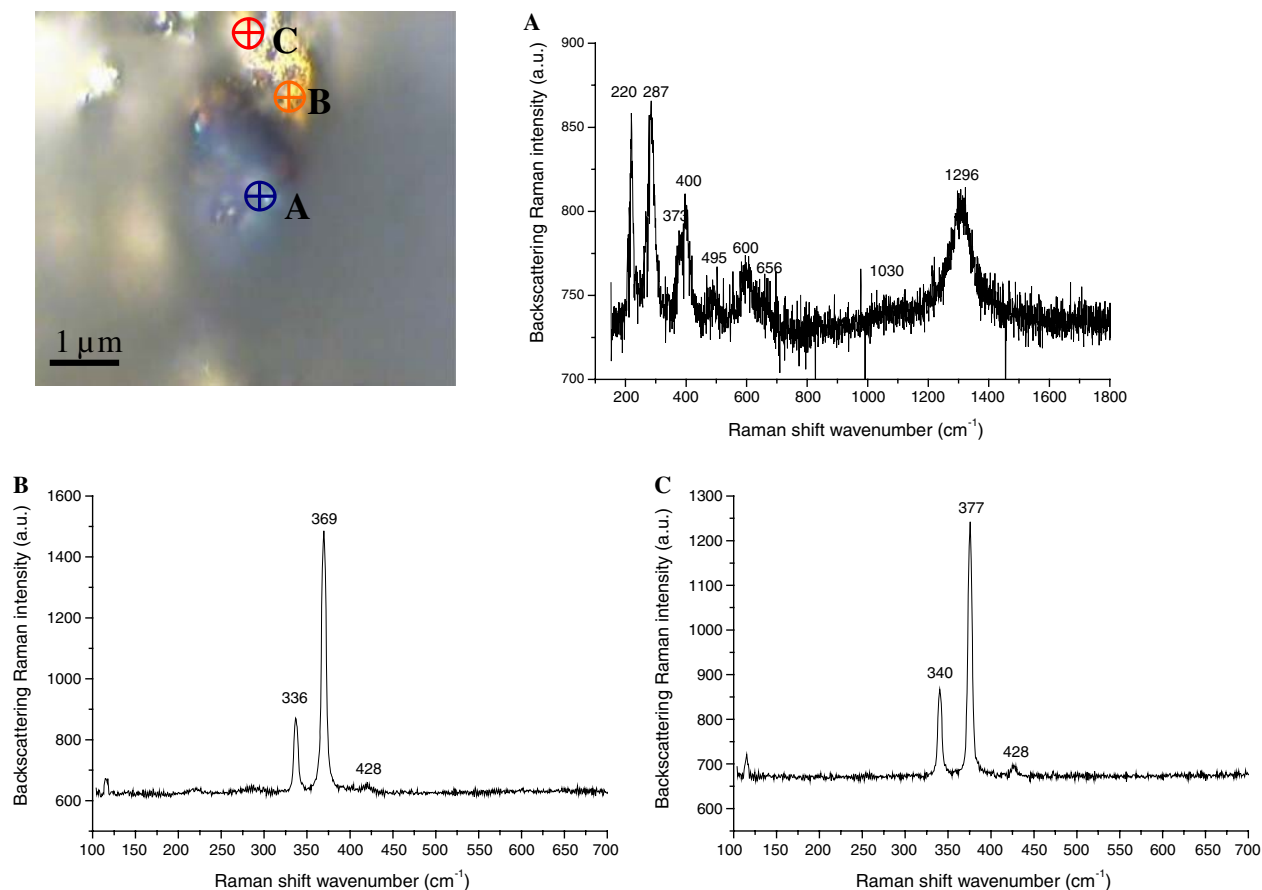 C
B
A
1 μm
A
Backscattering Raman intensity (a.u.)
900
850
800
750
700
220 287
400
373
495
600
656
1030
1296
200 400 600 800 1000 1200 1400 1600 1800
Raman shift wavenumber (cm-1)
B
Backscattering Raman intensity (a.u.)
1600
1400
1200
1000
800
600
369
336
428
100 150 200 250 300 350 400 450 500 550 600 650 700
Raman shift wavenumber (cm-1)
C
Backscattering Raman intensity (a.u.)
1300
1200
1100
1000
900
800
700
600
377
340
428
100 150 200 250 300 350 400 450 500 550 600 650 700
Raman shift wavenumber (cm-1)